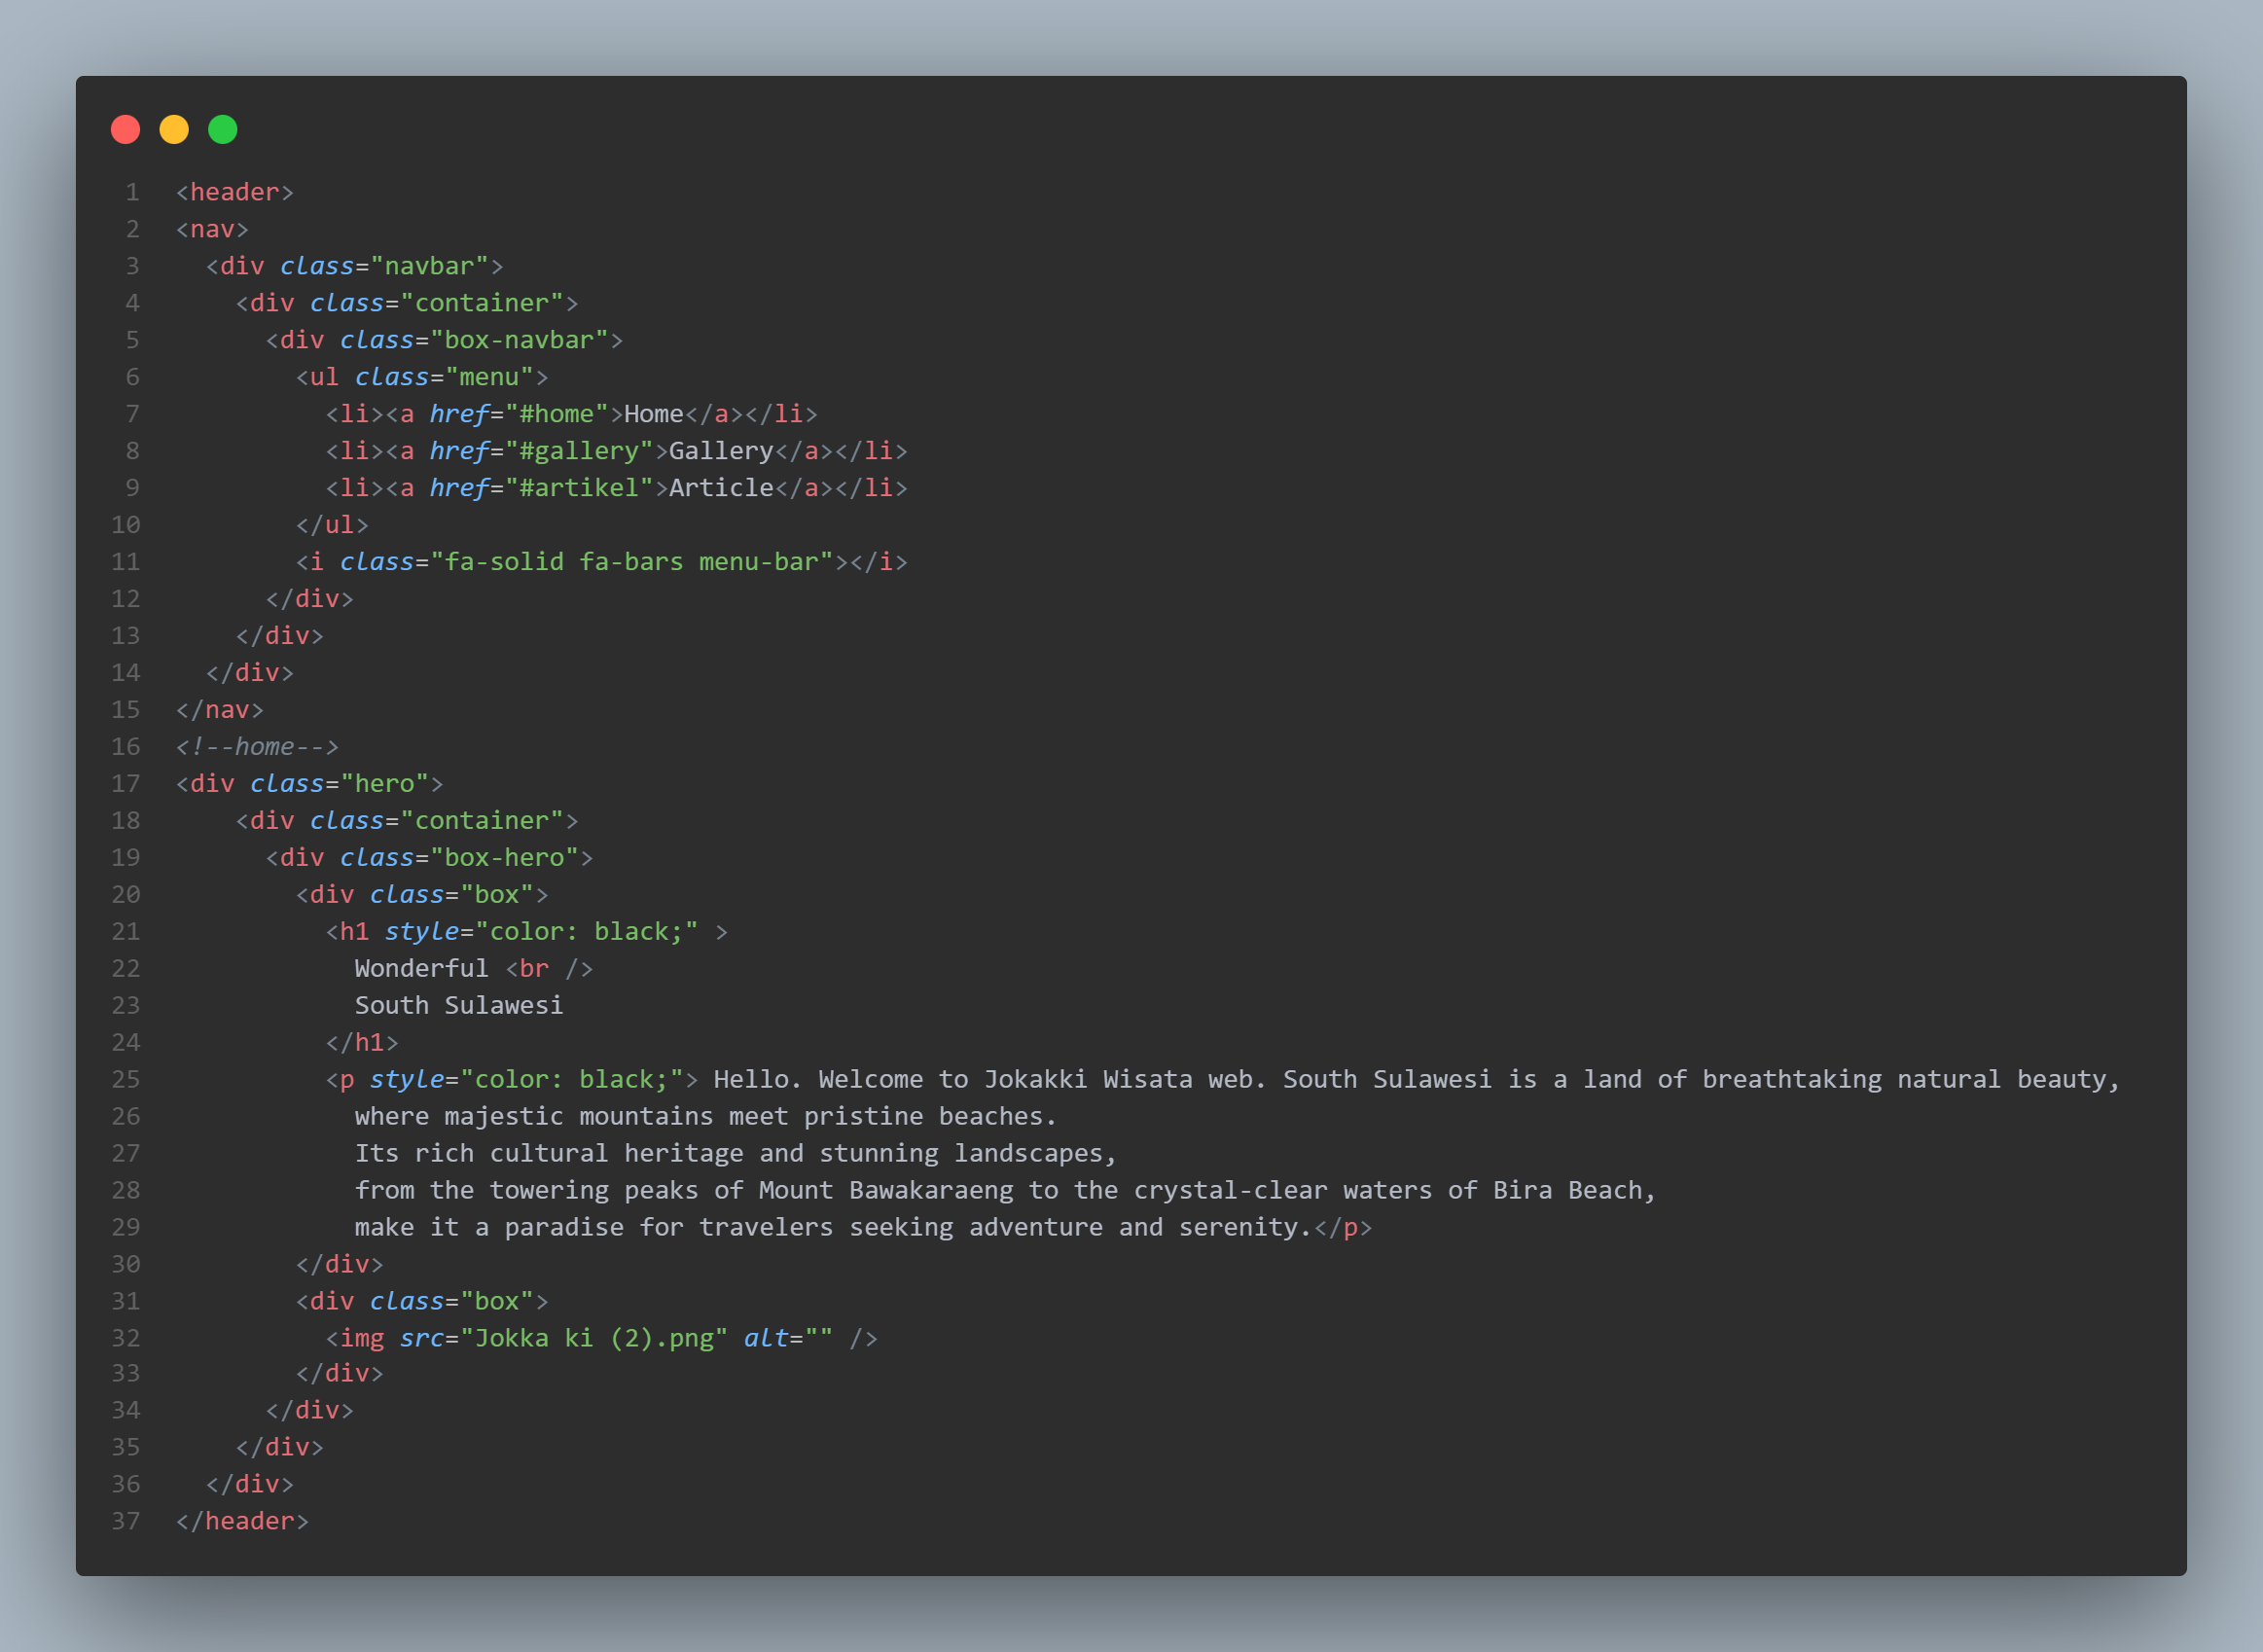 1 <header>
2 <nav>
3   <div class="navbar">
4     <div class="container">
5       <div class="box-navbar">
6         <ul class="menu">
7           <li><a href="#home">Home</a></li>
8           <li><a href="#gallery">Gallery</a></li>
9           <li><a href="#artikel">Article</a></li>
10         </ul>
11         <i class="fa-solid fa-bars menu-bar"></i>
12       </div>
13     </div>
14   </div>
15 </nav>
16 <!--home-->
17 <div class="hero">
18     <div class="container">
19       <div class="box-hero">
20         <div class="box">
21           <h1 style="color: black;" >
22             Wonderful <br />
23             South Sulawesi
24           </h1>
25           <p style="color: black;"> Hello. Welcome to Jokakki Wisata web. South Sulawesi is a land of breathtaking natural beauty,
26             where majestic mountains meet pristine beaches.
27             Its rich cultural heritage and stunning landscapes,
28             from the towering peaks of Mount Bawakaraeng to the crystal-clear waters of Bira Beach,
29             make it a paradise for travelers seeking adventure and serenity.</p>
30         </div>
31         <div class="box">
32           <img src="Jokka ki (2).png" alt="" />
33         </div>
34       </div>
35     </div>
36   </div>
37 </header>